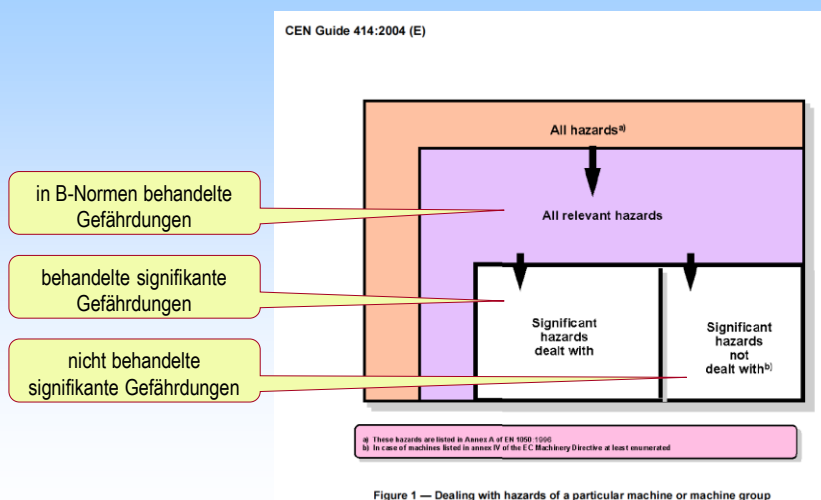 CEN Guide 414:2004 (E)
All hazards a)
in B-Normen behandelte
Gefährdungen
All relevant hazards
behandelte signifikante
Gefährdungen
Significant
hazards
dealt with
Significant
hazards
not
dealt with b)
nicht behandelte
signifikante Gefährdungen
a) These hazards are listed in Annex A of EN 1050:1996
b) In case of machines listed in annex IV of the EC Machinery Directive at least enumerated
Figure 1 — Dealing with hazards of a particular machine or machine group